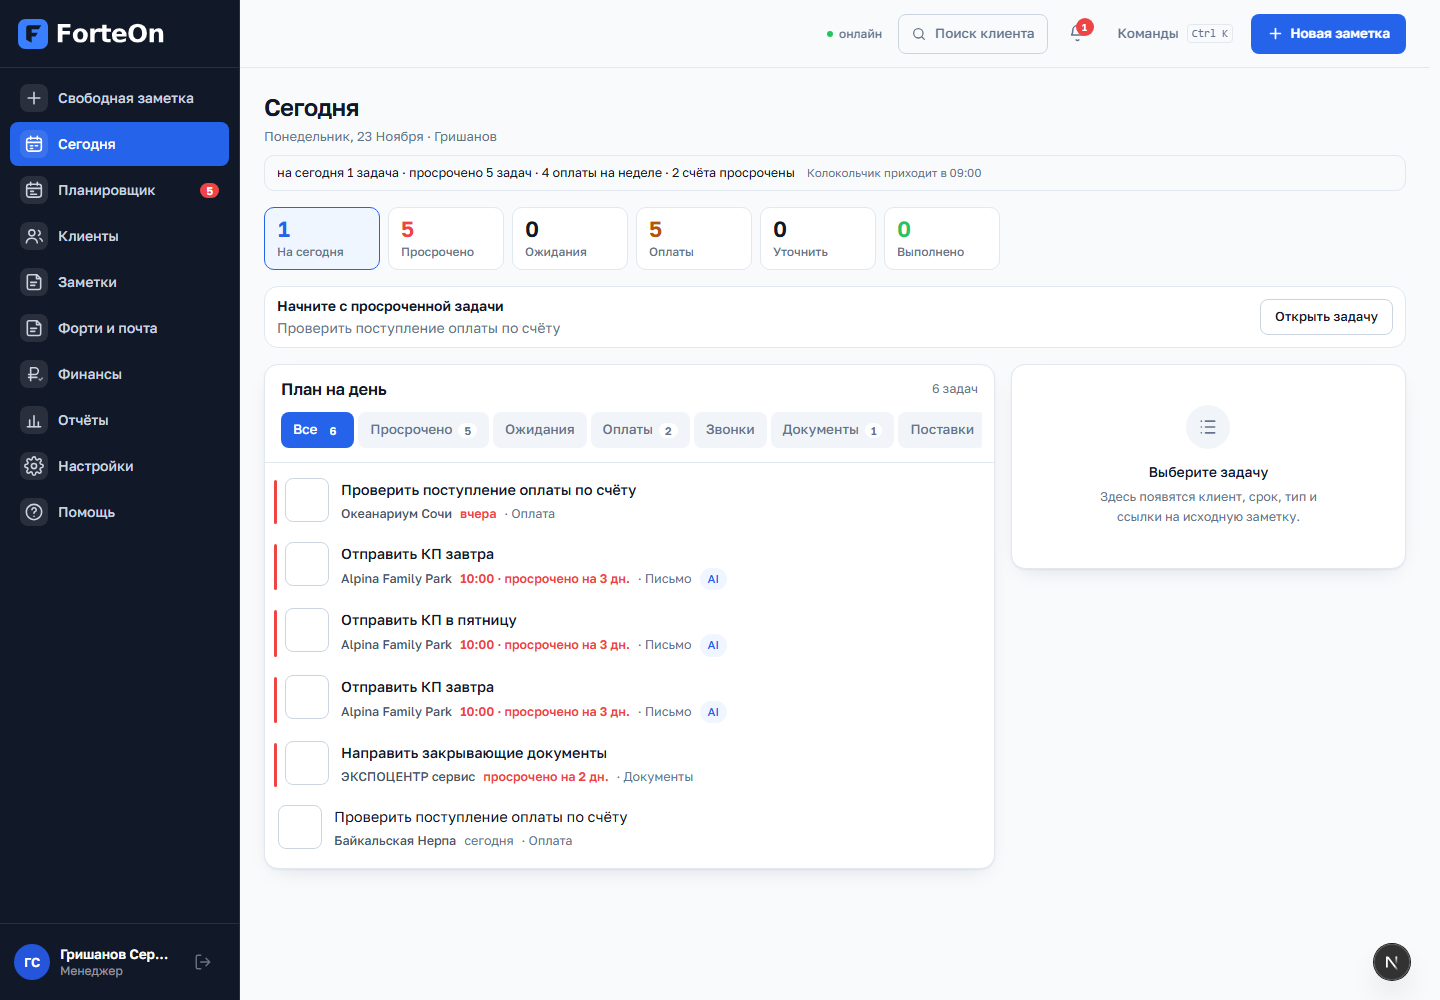 ForteOn
Свободная заметка
Сегодня
Планировщик 5
Клиенты
Заметки
Форти и почта
Финансы
Отчёты
Настройки
Помощь
ГС
Гришанов Сер...
Менеджер
онлайн
Поиск клиента
1
Команды Ctrl K
Новая заметка
Сегодня
Понедельник, 23 Ноября · Гришанов
на сегодня 1 задача · просрочено 5 задач · 4 оплаты на неделе · 2 счёта просрочены Колокольчик приходит в 09:00
1
На сегодня
5
Просрочено
0
Ожидания
5
Оплаты
0
Уточнить
0
Выполнено
Начните с просроченной задачи
Проверить поступление оплаты по счёту
Открыть задачу
План на день
6 задач
Все 6
Просрочено 5
Ожидания
Оплаты 2
Звонки
Документы 1
Поставки
Проверить поступление оплаты по счёту
Океанариум Сочи вчера · Оплата
Отправить КП завтра
Alpina Family Park 10:00 · просрочено на 3 дн. · Письмо AI
Отправить КП в пятницу
Alpina Family Park 10:00 · просрочено на 3 дн. · Письмо AI
Отправить КП завтра
Alpina Family Park 10:00 · просрочено на 3 дн. · Письмо AI
Направить закрывающие документы
ЭКСПОЦЕНТР сервис просрочено на 2 дн. · Документы
Проверить поступление оплаты по счёту
Байкальская Нерпа сегодня · Оплата
Выберите задачу
Здесь появятся клиент, срок, тип и
ссылки на исходную заметку.
N